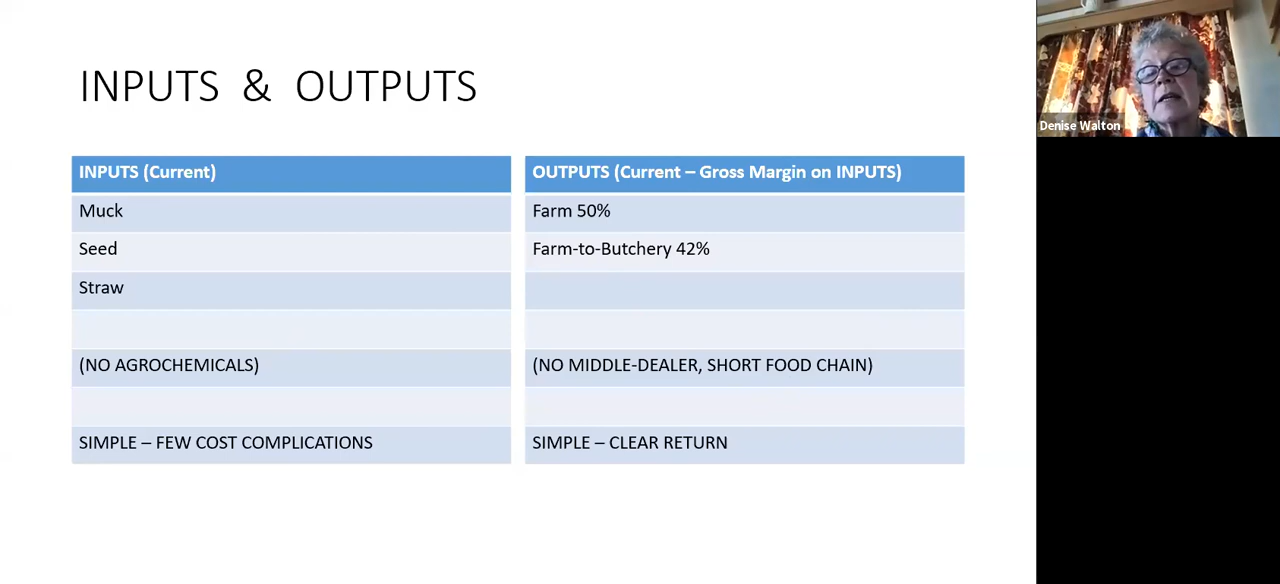 INPUTS & OUTPUTS
INPUTS (Current)
Muck
Seed
Straw
(NO AGROCHEMICALS)
SIMPLE – FEW COST COMPLICATIONS
OUTPUTS (Current – Gross Margin on INPUTS)
Farm 50%
Farm-to-Butchery 42%
(NO MIDDLE-DEALER, SHORT FOOD CHAIN)
SIMPLE – CLEAR RETURN
Denise Walton